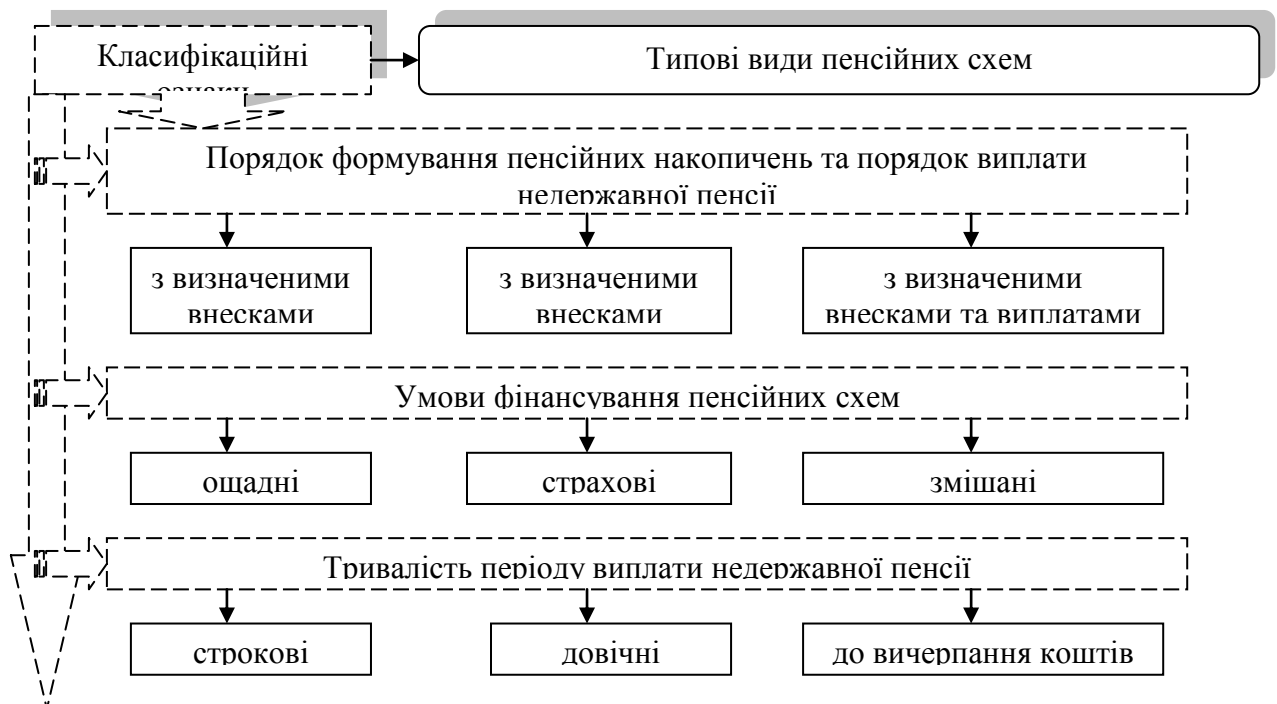 Класифікаційні
ознаки
Типові види пенсійних схем
Порядок формування пенсійних накопичень та порядок виплати
недержавної пенсії
з визначеними
внесками
з визначеними
внесками
з визначеними
внесками та виплатами
Умови фінансування пенсійних схем
ощадні
страхові
змішані
Тривалість періоду виплати недержавної пенсії
строкові
довічні
до вичерпання коштів